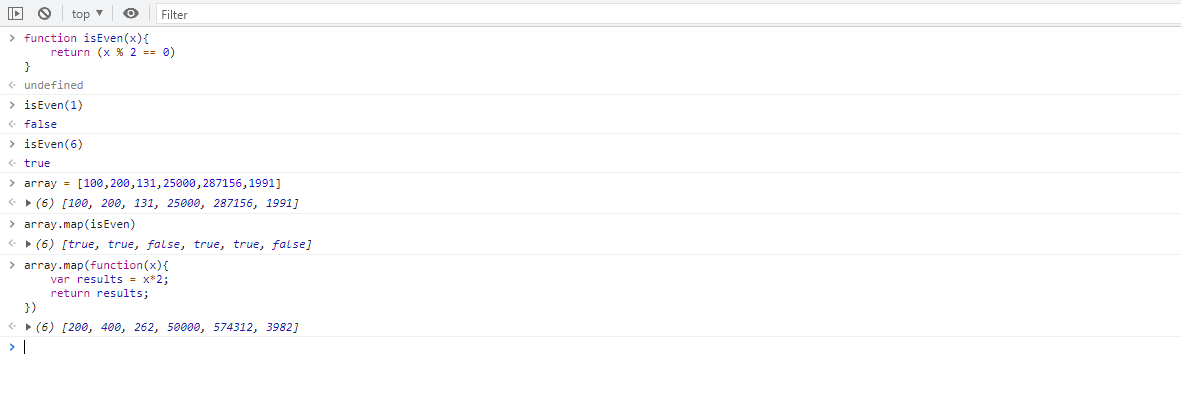 top
Filter
function isEven(x){
    return (x % 2 == 0)
}
undefined
isEven(1)
false
isEven(6)
true
array = [100,200,131,25000,287156,1991]
(6) [100, 200, 131, 25000, 287156, 1991]
array.map(isEven)
(6) [true, true, false, true, true, false]
array.map(function(x){
    var results = x*2;
    return results;
})
(6) [200, 400, 262, 50000, 574312, 3982]